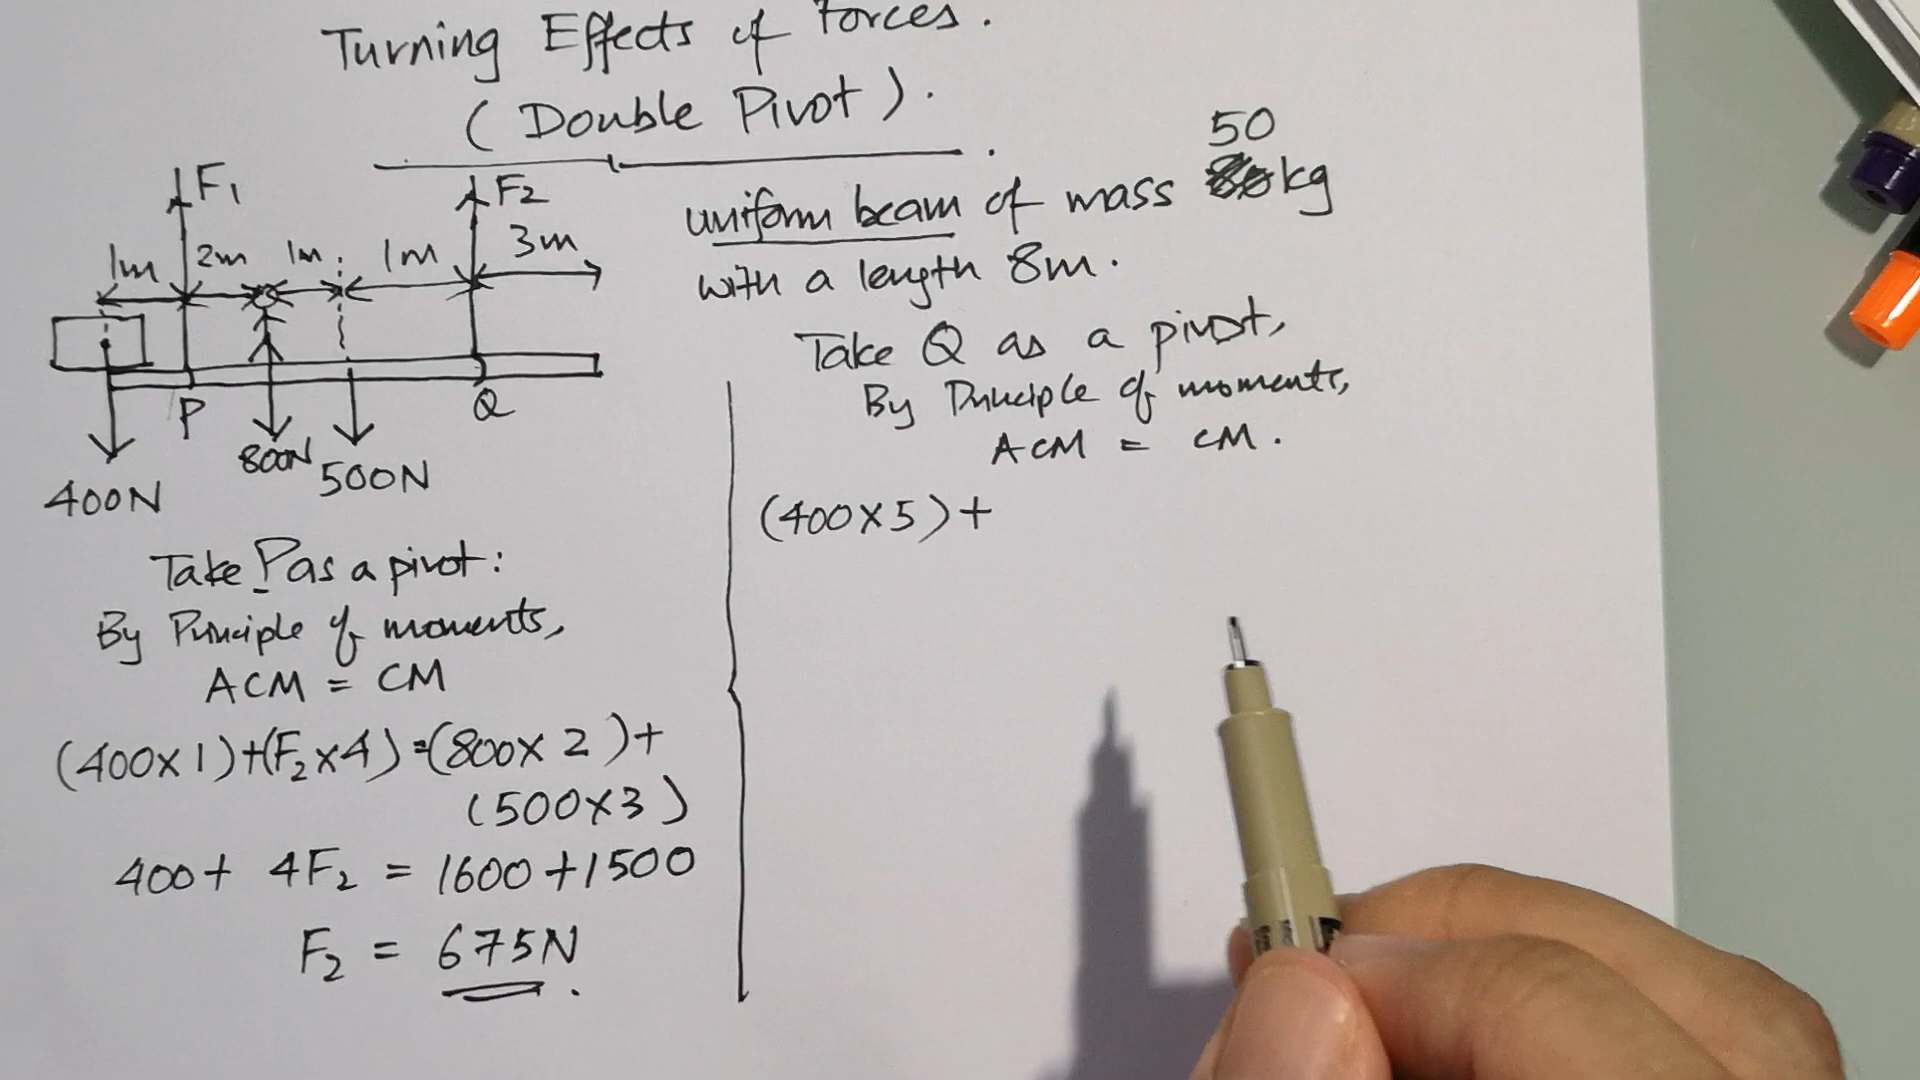 Turning Effects of Forces.
(Double Pivot).
F1
F2
1m
2m
1m
1m
3m
P
Q
400N
800N
500N
uniform beam of mass 50 kg
with a length 8m.
Take P as a pivot:
By Principle of moments,
ACM = CM
(400×1)+(F2×4)=(800×2)+
(500×3)
400+ 4F2 = 1600+1500
F2 = 675N.
Take Q as a pivot,
By Principle of moments,
ACM = CM.
(400×5)+